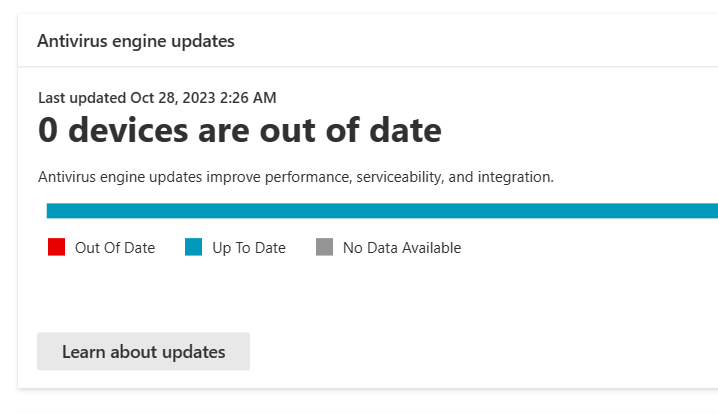 Antivirus engine updates
Last updated Oct 28, 2023 2:26 AM
0 devices are out of date
Antivirus engine updates improve performance, serviceability, and integration.
Out Of Date Up To Date No Data Available
Learn about updates